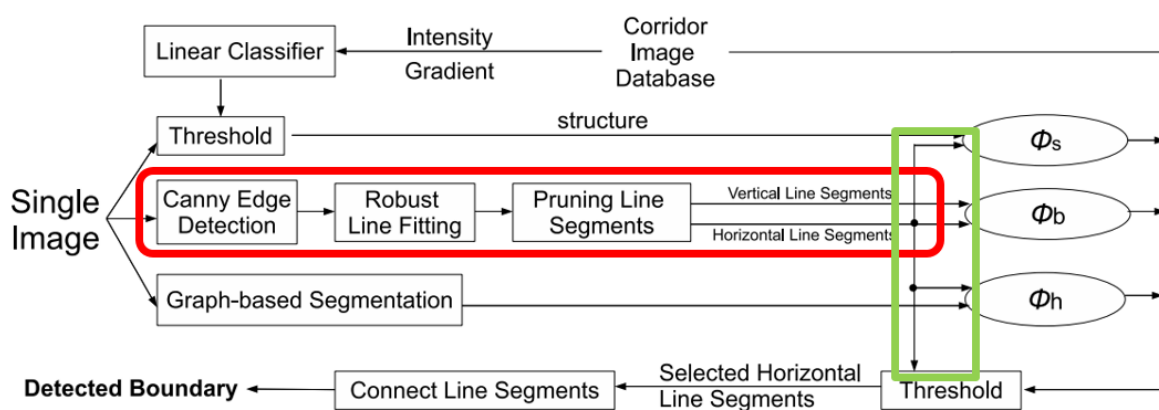 Linear Classifier
Intensity
Gradient
Corridor
Image
Database
Threshold
structure
Φs
Single
Image
Canny Edge
Detection
Robust
Line Fitting
Pruning Line
Segments
Vertical Line Segments
Horizontal Line Segments
Φb
Graph-based Segmentation
Φh
Detected Boundary
Connect Line Segments
Selected Horizontal
Line Segments
Threshold